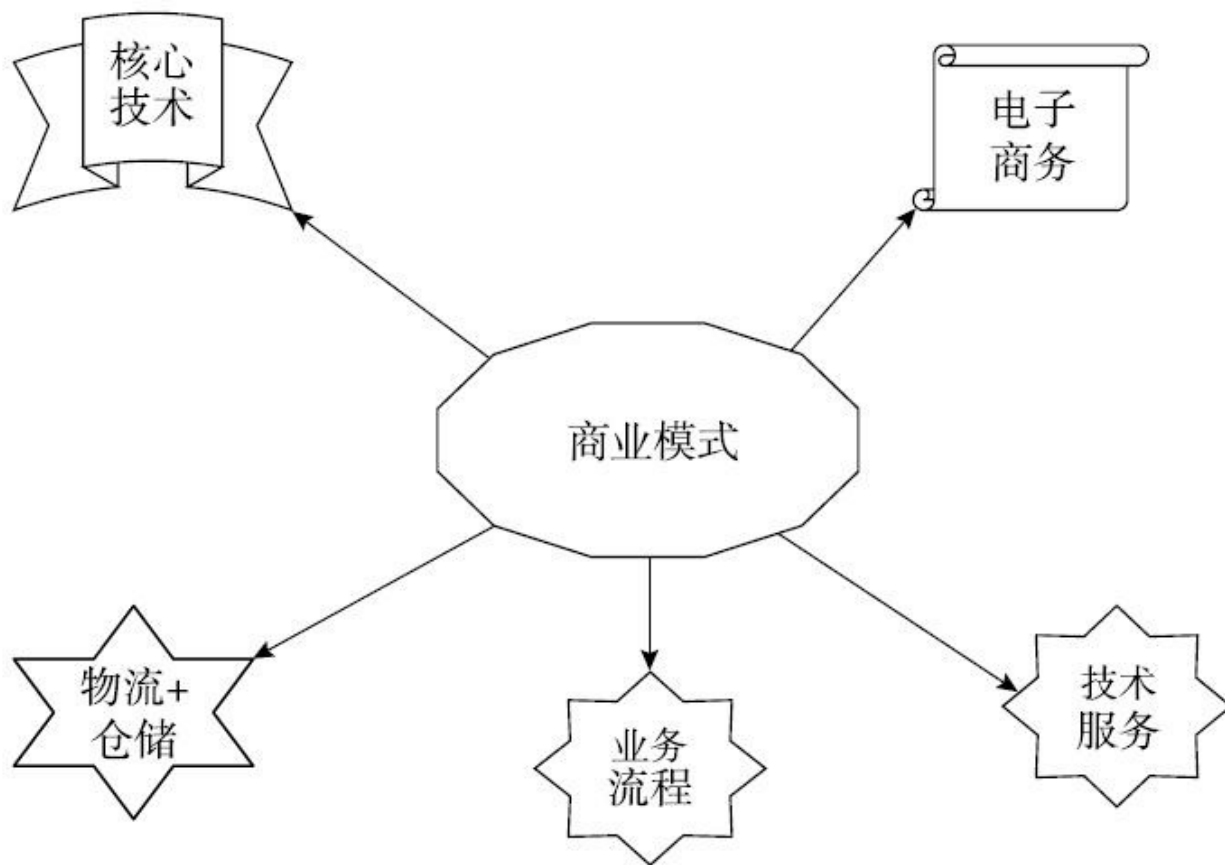 核心
技术
电子
商务
商业模式
物流+
仓储
业务
流程
技术
服务